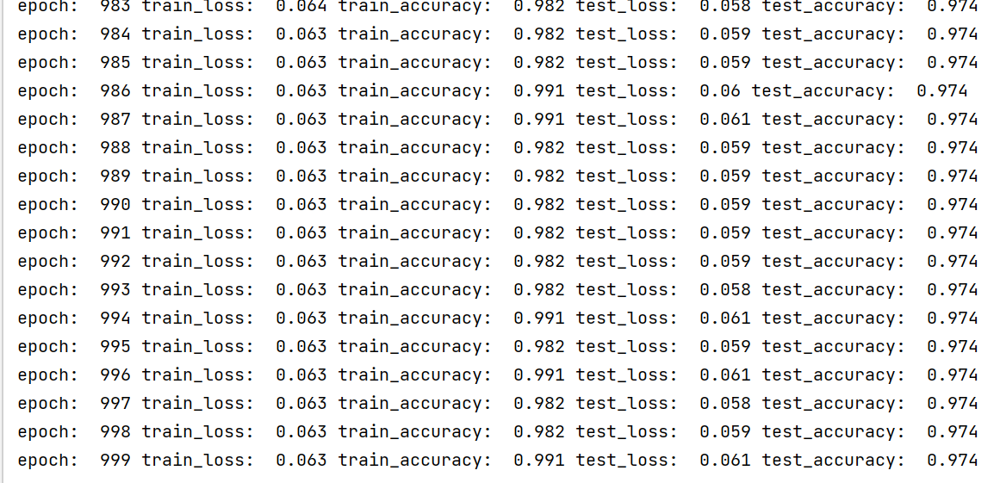 epoch:  983 train_loss:  0.064 train_accuracy:  0.982 test_loss:  0.058 test_accuracy:  0.974
epoch:  984 train_loss:  0.063 train_accuracy:  0.982 test_loss:  0.059 test_accuracy:  0.974
epoch:  985 train_loss:  0.063 train_accuracy:  0.982 test_loss:  0.059 test_accuracy:  0.974
epoch:  986 train_loss:  0.063 train_accuracy:  0.991 test_loss:  0.06 test_accuracy:  0.974
epoch:  987 train_loss:  0.063 train_accuracy:  0.991 test_loss:  0.061 test_accuracy:  0.974
epoch:  988 train_loss:  0.063 train_accuracy:  0.982 test_loss:  0.059 test_accuracy:  0.974
epoch:  989 train_loss:  0.063 train_accuracy:  0.982 test_loss:  0.059 test_accuracy:  0.974
epoch:  990 train_loss:  0.063 train_accuracy:  0.982 test_loss:  0.059 test_accuracy:  0.974
epoch:  991 train_loss:  0.063 train_accuracy:  0.982 test_loss:  0.059 test_accuracy:  0.974
epoch:  992 train_loss:  0.063 train_accuracy:  0.982 test_loss:  0.059 test_accuracy:  0.974
epoch:  993 train_loss:  0.063 train_accuracy:  0.982 test_loss:  0.058 test_accuracy:  0.974
epoch:  994 train_loss:  0.063 train_accuracy:  0.991 test_loss:  0.061 test_accuracy:  0.974
epoch:  995 train_loss:  0.063 train_accuracy:  0.982 test_loss:  0.059 test_accuracy:  0.974
epoch:  996 train_loss:  0.063 train_accuracy:  0.991 test_loss:  0.061 test_accuracy:  0.974
epoch:  997 train_loss:  0.063 train_accuracy:  0.982 test_loss:  0.058 test_accuracy:  0.974
epoch:  998 train_loss:  0.063 train_accuracy:  0.982 test_loss:  0.059 test_accuracy:  0.974
epoch:  999 train_loss:  0.063 train_accuracy:  0.991 test_loss:  0.061 test_accuracy:  0.974